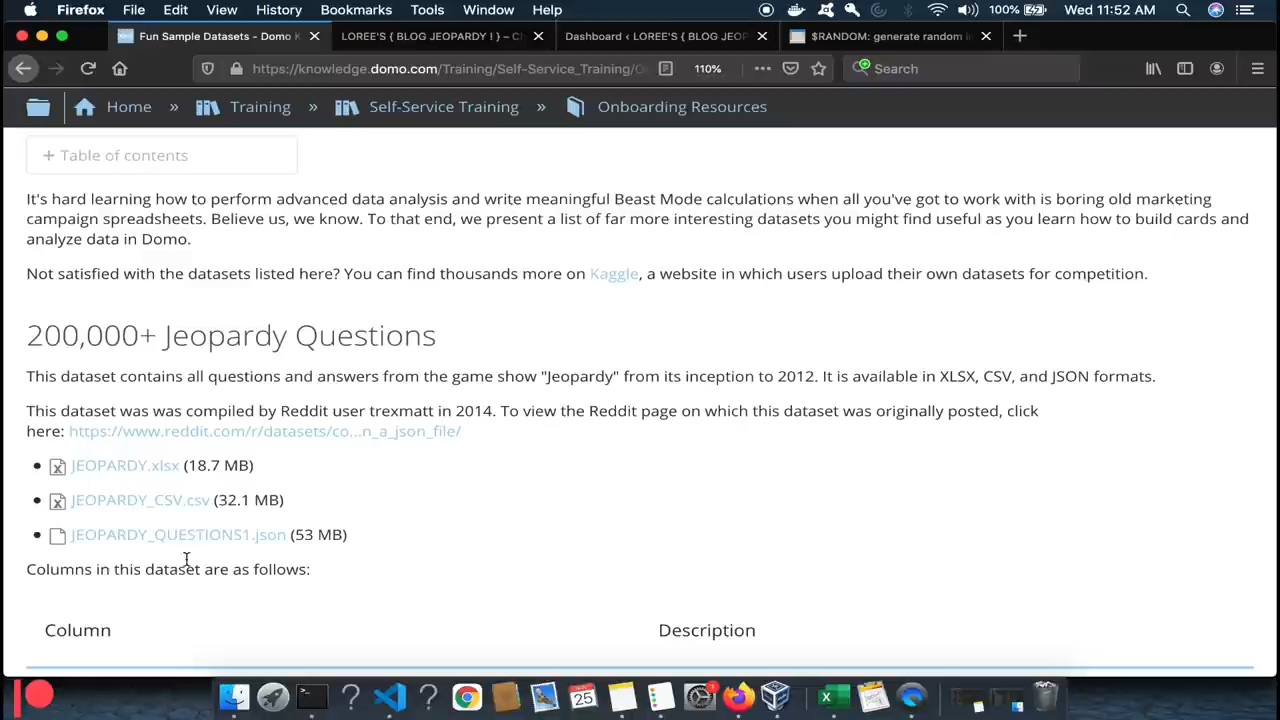 Firefox File Edit View History Bookmarks Tools Window Help 100% Wed 11:52 AM
Fun Sample Datasets - Domo K LOREE'S { BLOG JEOPARDY ! } – C Dashboard ‹ LOREE'S { BLOG JEOP $RANDOM: generate random i
https://knowledge.domo.com/Training/Self-Service_Training/O 110% Search
Home » Training » Self-Service Training » Onboarding Resources
+ Table of contents
It's hard learning how to perform advanced data analysis and write meaningful Beast Mode calculations when all you've got to work with is boring old marketing
campaign spreadsheets. Believe us, we know. To that end, we present a list of far more interesting datasets you might find useful as you learn how to build cards and
analyze data in Domo.
Not satisfied with the datasets listed here? You can find thousands more on Kaggle, a website in which users upload their own datasets for competition.
200,000+ Jeopardy Questions
This dataset contains all questions and answers from the game show "Jeopardy" from its inception to 2012. It is available in XLSX, CSV, and JSON formats.
This dataset was was compiled by Reddit user trexmatt in 2014. To view the Reddit page on which this dataset was originally posted, click
here: https://www.reddit.com/r/datasets/co...n_a_json_file/
JEOPARDY.xlsx (18.7 MB)
JEOPARDY_CSV.csv (32.1 MB)
JEOPARDY_QUESTIONS1.json (53 MB)
Columns in this dataset are as follows:
Column Description